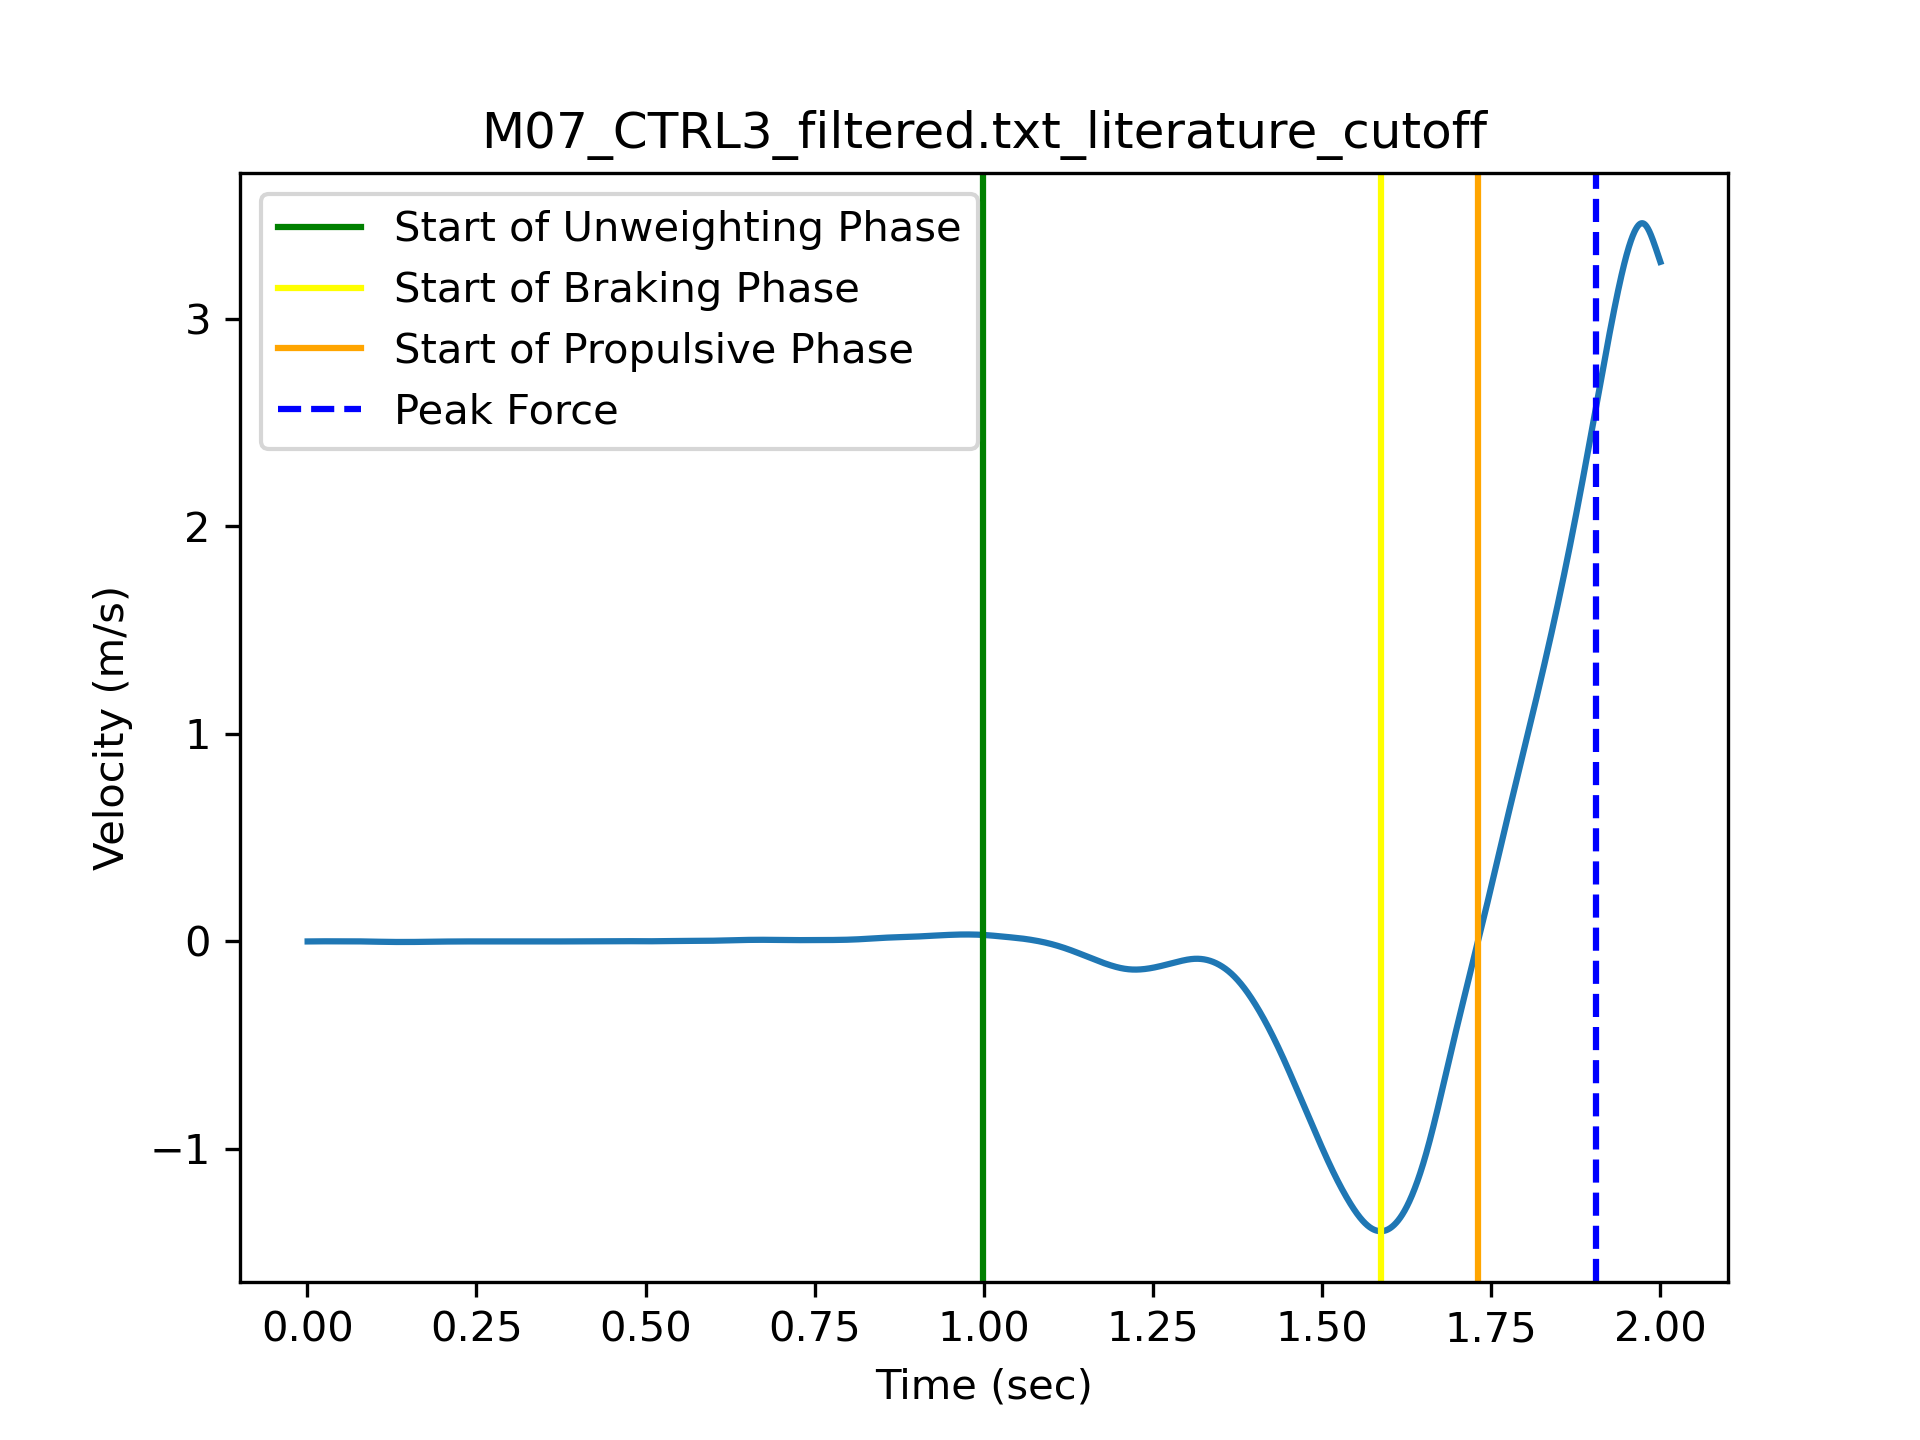 M07_CTRL3_filtered.txt_literature_cutoff
Start of Unweighting Phase
Start of Braking Phase
Start of Propulsive Phase
Peak Force
3
2
1
0
−1
Velocity (m/s)
0.00 0.25 0.50 0.75 1.00 1.25 1.50 1.75 2.00
Time (sec)